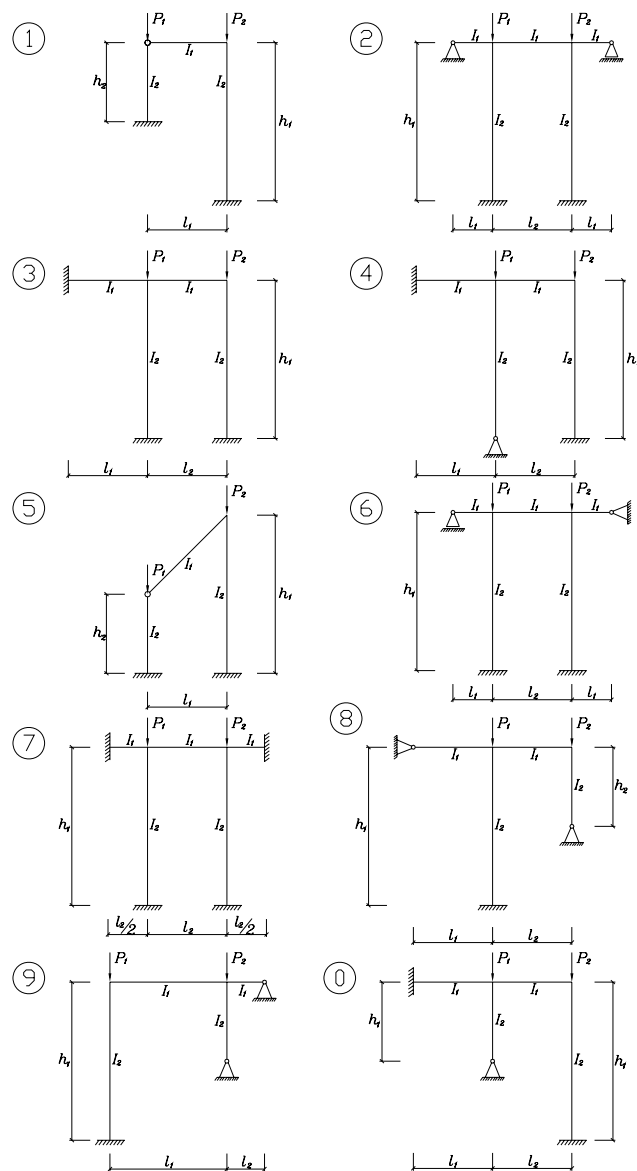 1
P₁ P₂
I₁
h₂ I₂ I₂ h₁
l₁
2
P₁ P₂
I₁ I₁ I₁
h₁ I₂ I₂
l₁ l₂ l₁
3
P₁ P₂
I₁ I₁
I₂ I₂ h₁
l₁ l₂
4
P₁ P₂
I₁ I₁
I₂ I₂ h
l₁ l₂
5
P₂
P₁ I₁
h₂ I₂ I₂ h₁
l₁
6
P₁ P₂
I₁ I₁ I₁
h₁ I₂ I₂
l₁ l₂ l₁
7
P₁ P₂
I₁ I₁ I₁
h₁ I₂ I₂
l₂/2 l₂ l₂/2
8
P₁ P₂
I₁ I₁
h₁ I₂ I₂ h₂
l₁ l₂
9
P₁ P₂
I₁ I₁
h₁ I₂ I₂
l₁ l₂
0
P₁ P₂
I₁ I₁
h₁ I₂ I₂ h₁
l₁ l₂